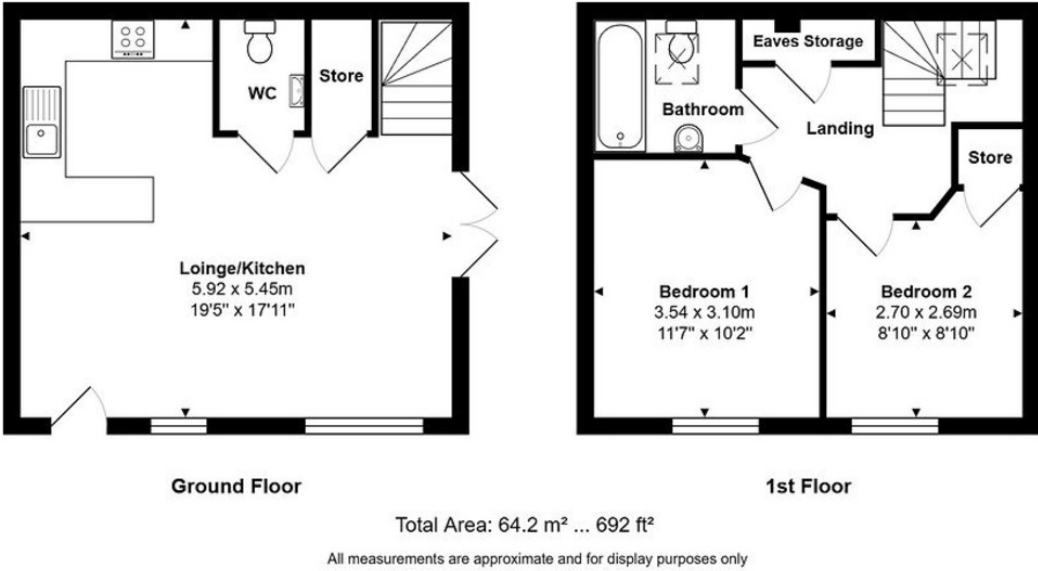 WC
Store
Loinge/Kitchen
5.92 x 5.45m
19'5" x 17'11"
Ground Floor
Eaves Storage
Bathroom
Landing
Store
Bedroom 1
3.54 x 3.10m
11'7" x 10'2"
Bedroom 2
2.70 x 2.69m
8'10" x 8'10"
1st Floor
Total Area: 64.2 m² ... 692 ft²
All measurements are approximate and for display purposes only